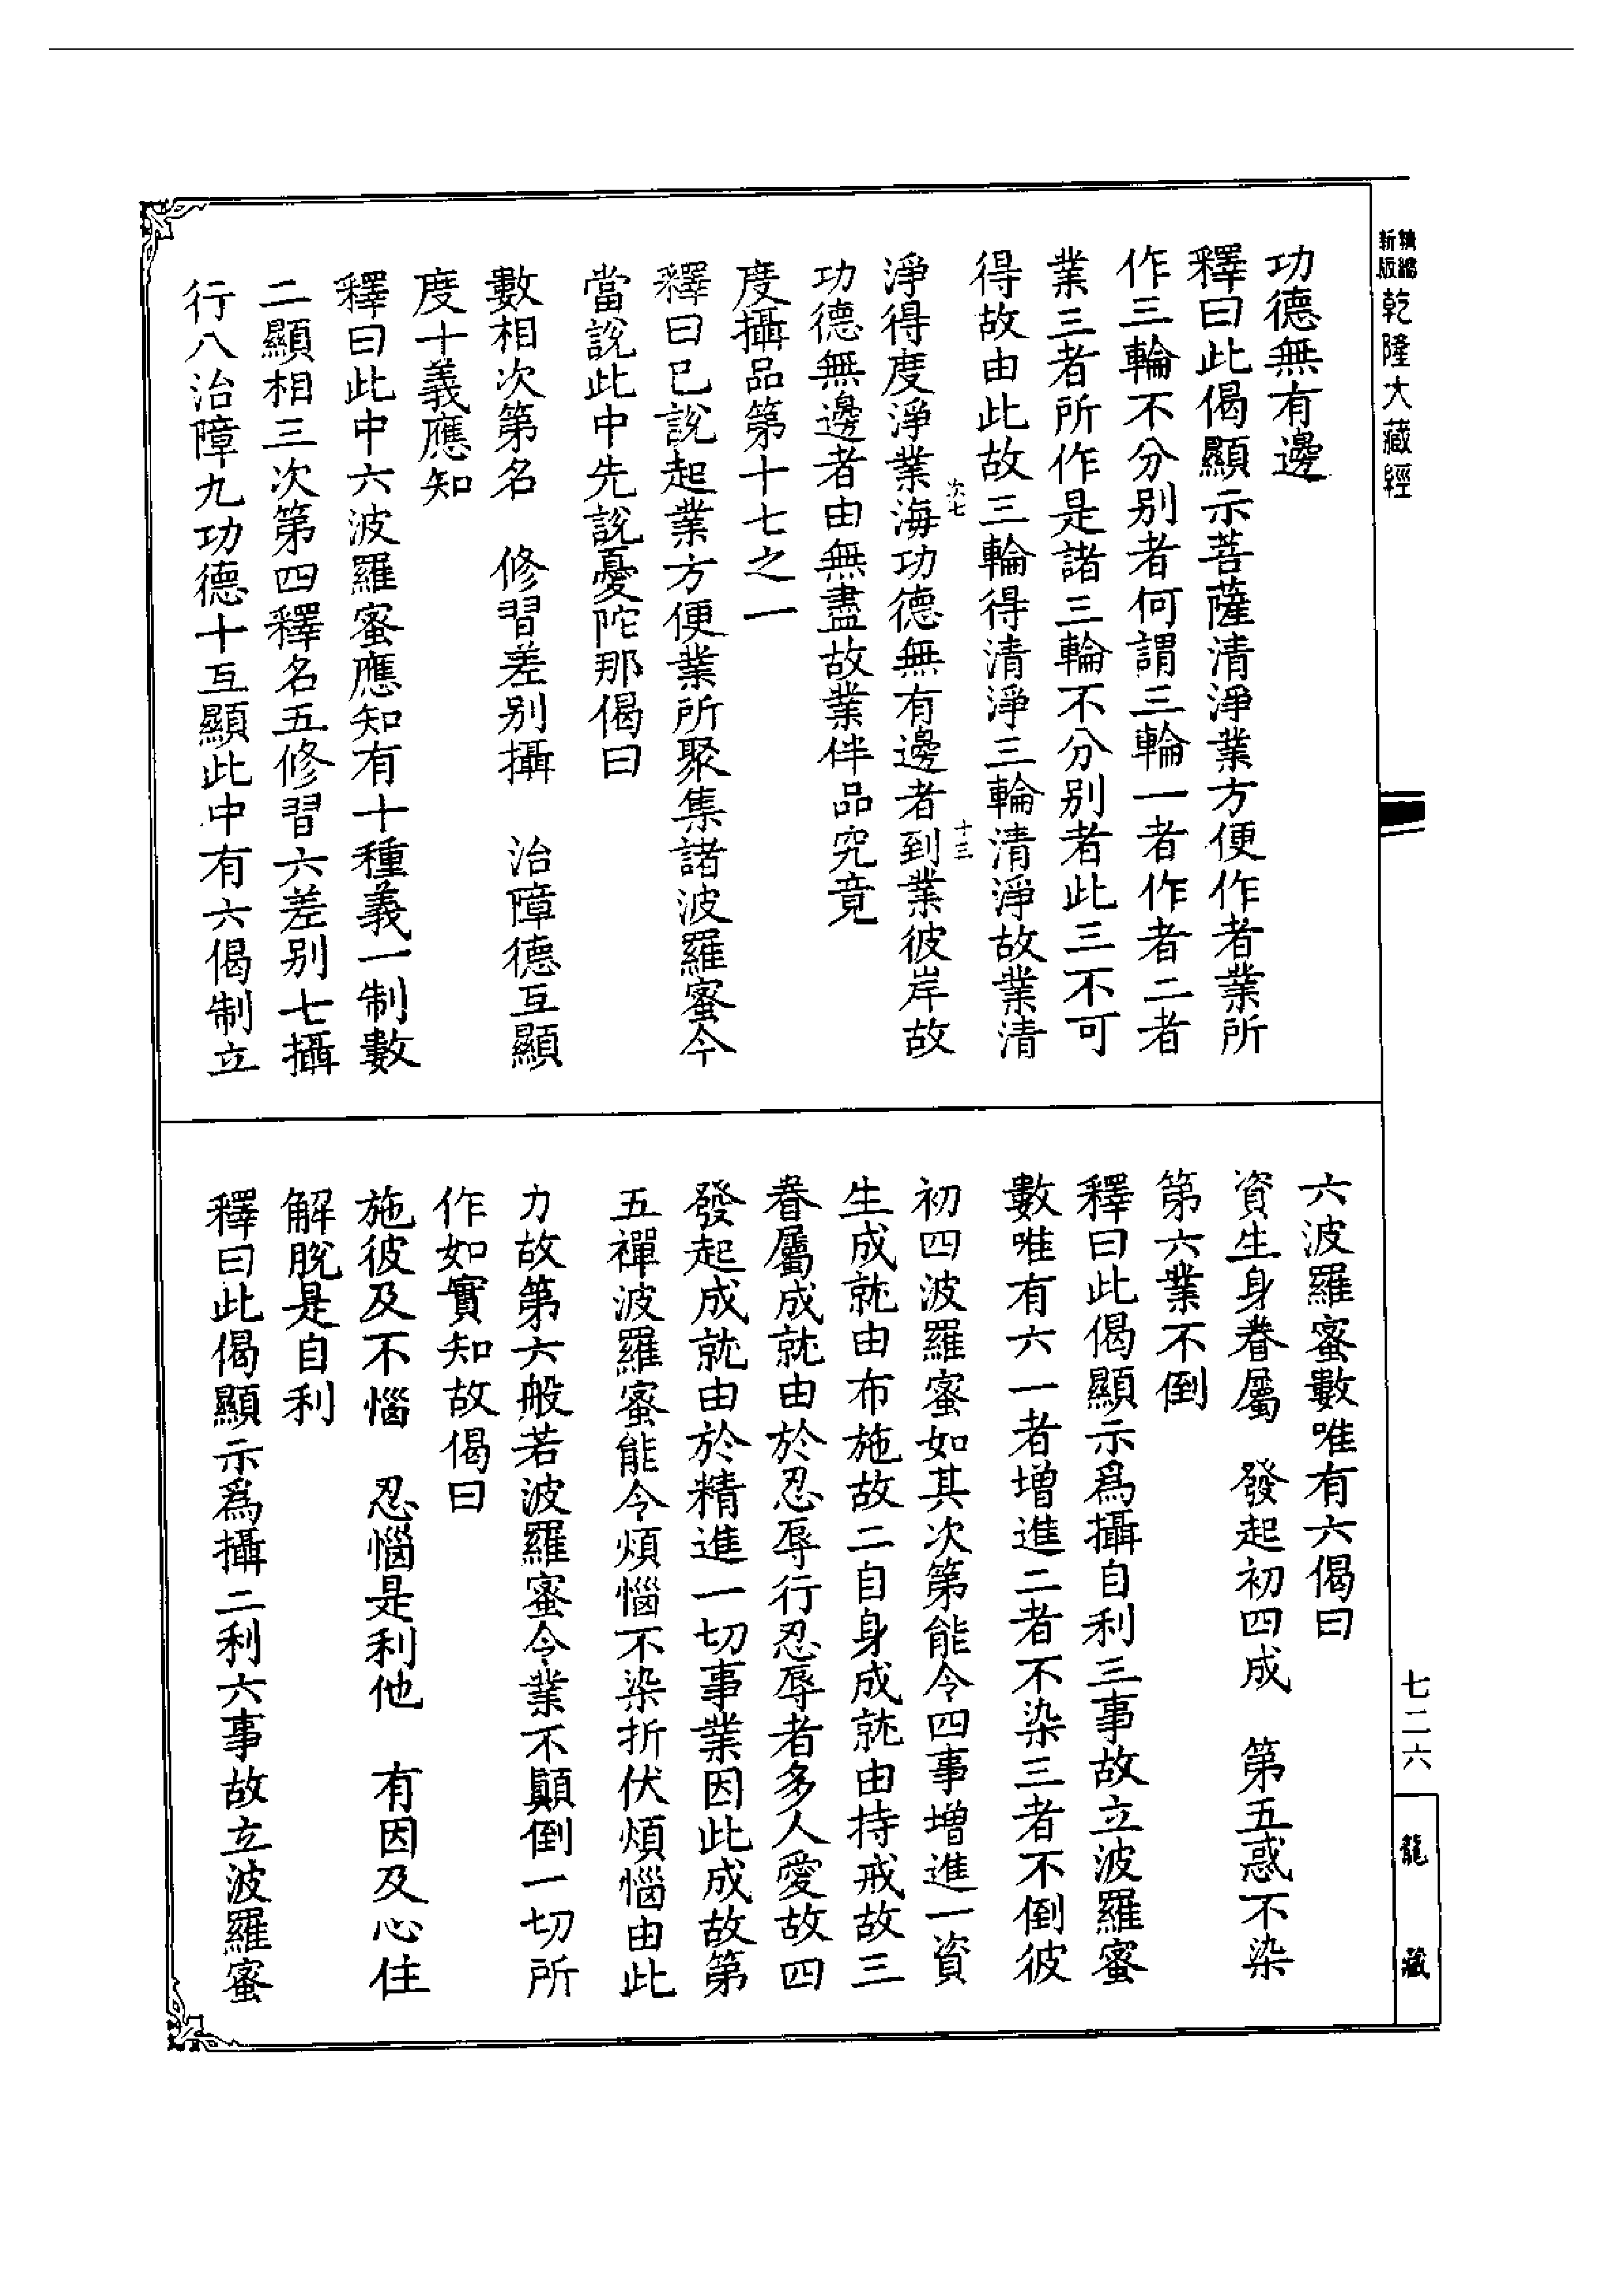 新版精縮乾隆大藏經
功德無有邊
釋曰此偈顯示菩薩清淨業方便作者業所
作三輪不分别者何謂三輪一者作者二者
業三者所作是諸三輪不分别者此三不可
得故由此故三輪得清淨三輪清淨故業清
淨得度淨業海功德無有邊者到業彼岸故
次七
十三
功德無邊者由無盡故業伴品究竟
度攝品第十七之一
釋曰已說起業方便業所聚集諸波羅蜜今
當說此中先說憂陀那偈曰
數相次第名　修習差别攝　治障德互顯
度十義應知
釋曰此中六波羅蜜應知有十種義一制數
二顯相三次第四釋名五修習六差别七攝
行八治障九功德十互顯此中有六偈制立
六波羅蜜數唯有六偈曰
資生身眷屬　發起初四成　第五惑不染
第六業不倒
釋曰此偈顯示爲攝自利三事故立波羅蜜
數唯有六一者增進二者不染三者不倒彼
初四波羅蜜如其次第能令四事增進一資
生成就由布施故二自身成就由持戒故三
眷屬成就由於忍辱行忍辱者多人愛故四
發起成就由於精進一切事業因此成故第
五禪波羅蜜能令煩惱不染折伏煩惱由此
力故第六般若波羅蜜令業不顛倒一切所
作如實知故偈曰
施彼及不惱　忍惱是利他　有因及心住
解脫是自利
釋曰此偈顯示爲攝二利六事故立波羅蜜
七二六
龍藏